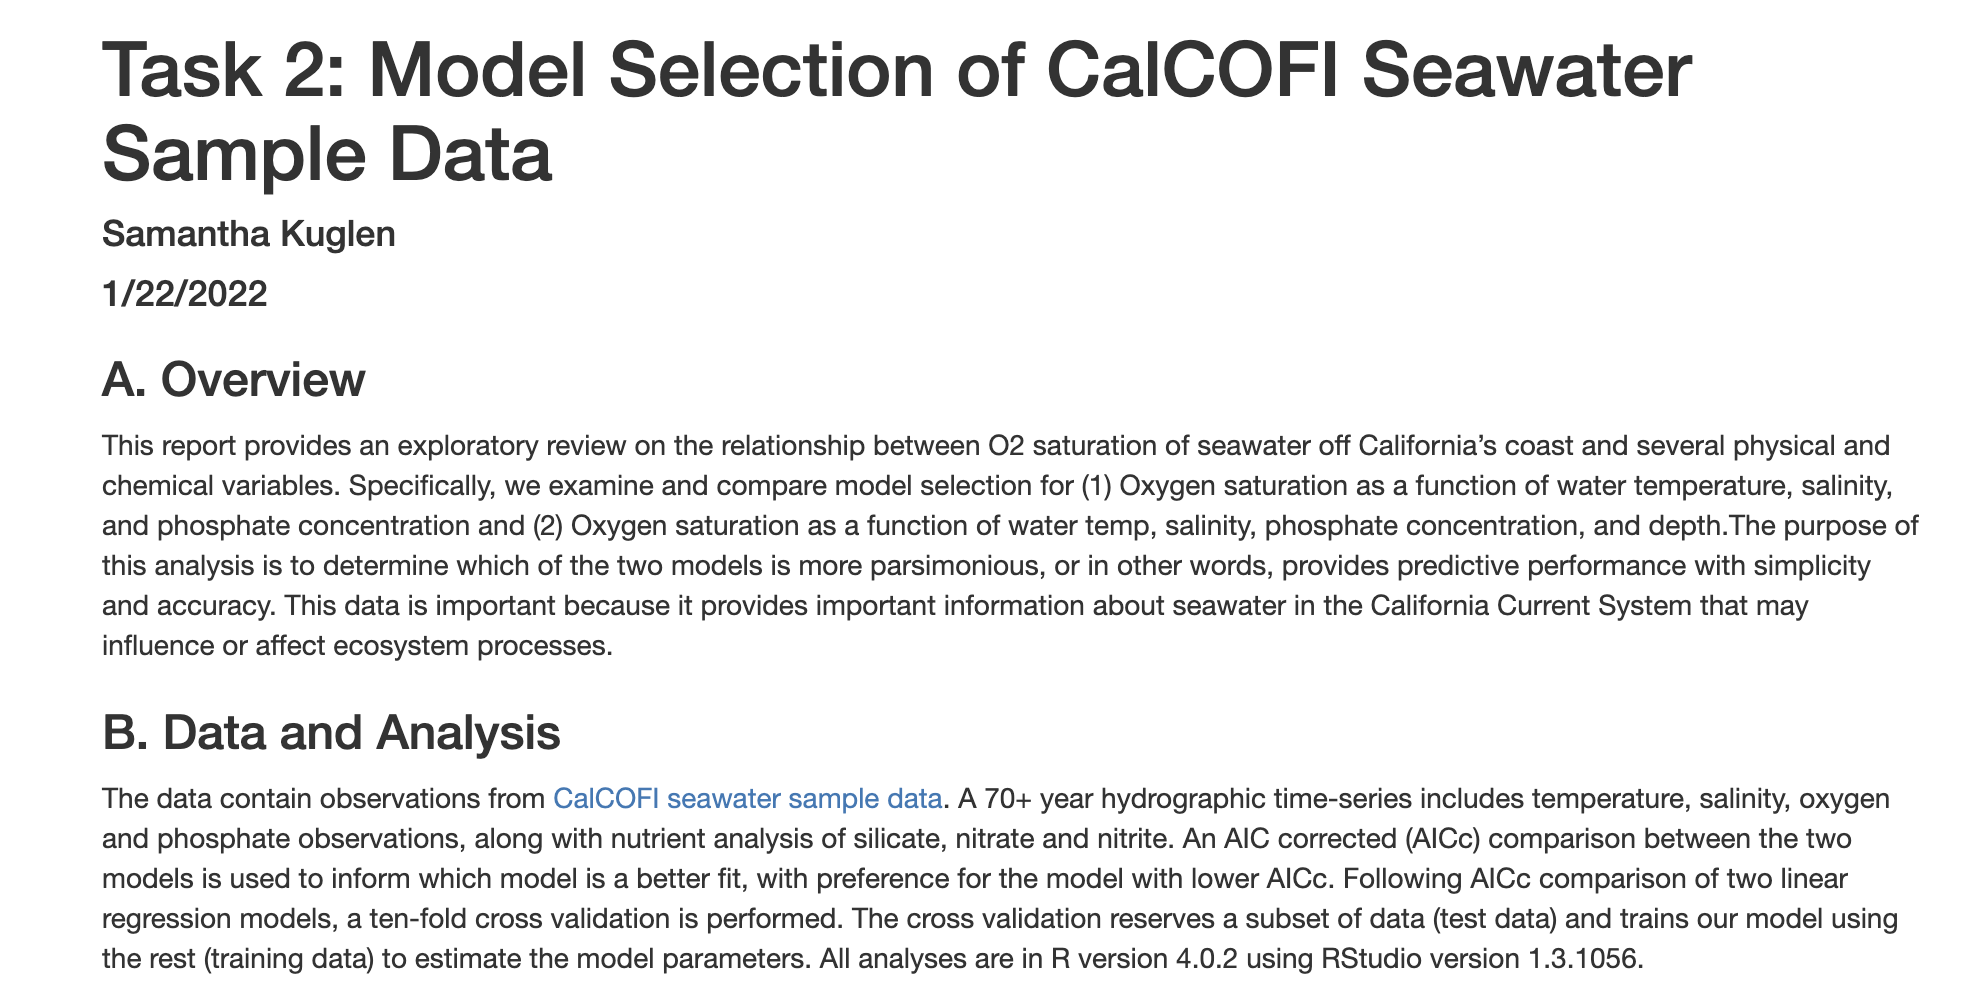 Task 2: Model Selection of CalCOFI Seawater
Sample Data
Samantha Kuglen
1/22/2022
A. Overview
This report provides an exploratory review on the relationship between O2 saturation of seawater off California’s coast and several physical and
chemical variables. Specifically, we examine and compare model selection for (1) Oxygen saturation as a function of water temperature, salinity,
and phosphate concentration and (2) Oxygen saturation as a function of water temp, salinity, phosphate concentration, and depth.The purpose of
this analysis is to determine which of the two models is more parsimonious, or in other words, provides predictive performance with simplicity
and accuracy. This data is important because it provides important information about seawater in the California Current System that may
influence or affect ecosystem processes.
B. Data and Analysis
The data contain observations from CalCOFI seawater sample data. A 70+ year hydrographic time-series includes temperature, salinity, oxygen
and phosphate observations, along with nutrient analysis of silicate, nitrate and nitrite. An AIC corrected (AICc) comparison between the two
models is used to inform which model is a better fit, with preference for the model with lower AICc. Following AICc comparison of two linear
regression models, a ten-fold cross validation is performed. The cross validation reserves a subset of data (test data) and trains our model using
the rest (training data) to estimate the model parameters. All analyses are in R version 4.0.2 using RStudio version 1.3.1056.